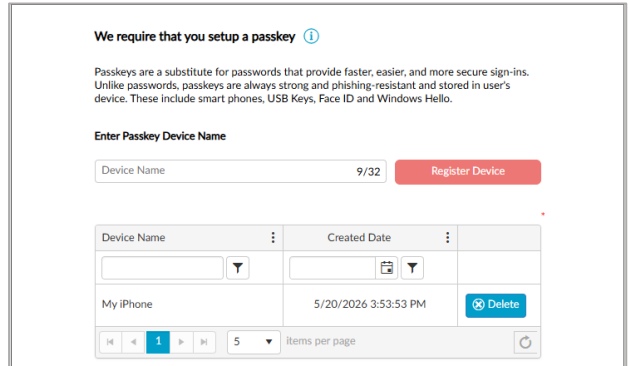 We require that you setup a passkey
Passkeys are a substitute for passwords that provide faster, easier, and more secure sign-ins.
Unlike passwords, passkeys are always strong and phishing-resistant and stored in user's
device. These include smart phones, USB Keys, Face ID and Windows Hello.
Enter Passkey Device Name
Device Name 9/32 Register Device
*
Device Name Created Date
My iPhone 5/20/2026 3:53:53 PM Delete
1 5 items per page